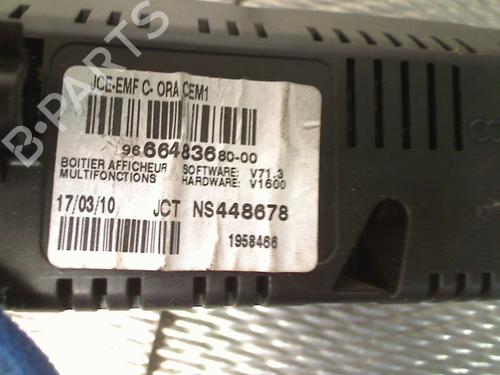 JCE-EMF C- ORA CEM1
96 664836 80-00
BOITIER AFFICHEUR SOFTWARE: V71.3
MULTIFONCTIONS HARDWARE: V1600
17/03/10 JCT NS448678
1958466
B-PARTS